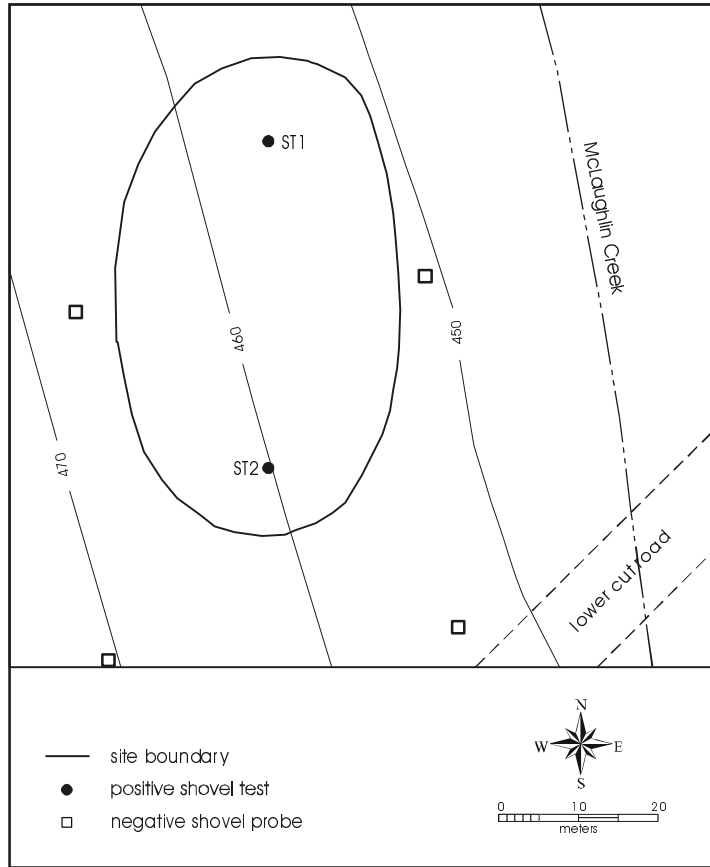 ST1
McLaughlin Creek
460
450
470
ST2
lower cut road
site boundary
positive shovel test
negative shovel probe
N
W E
S
0 10 20
meters